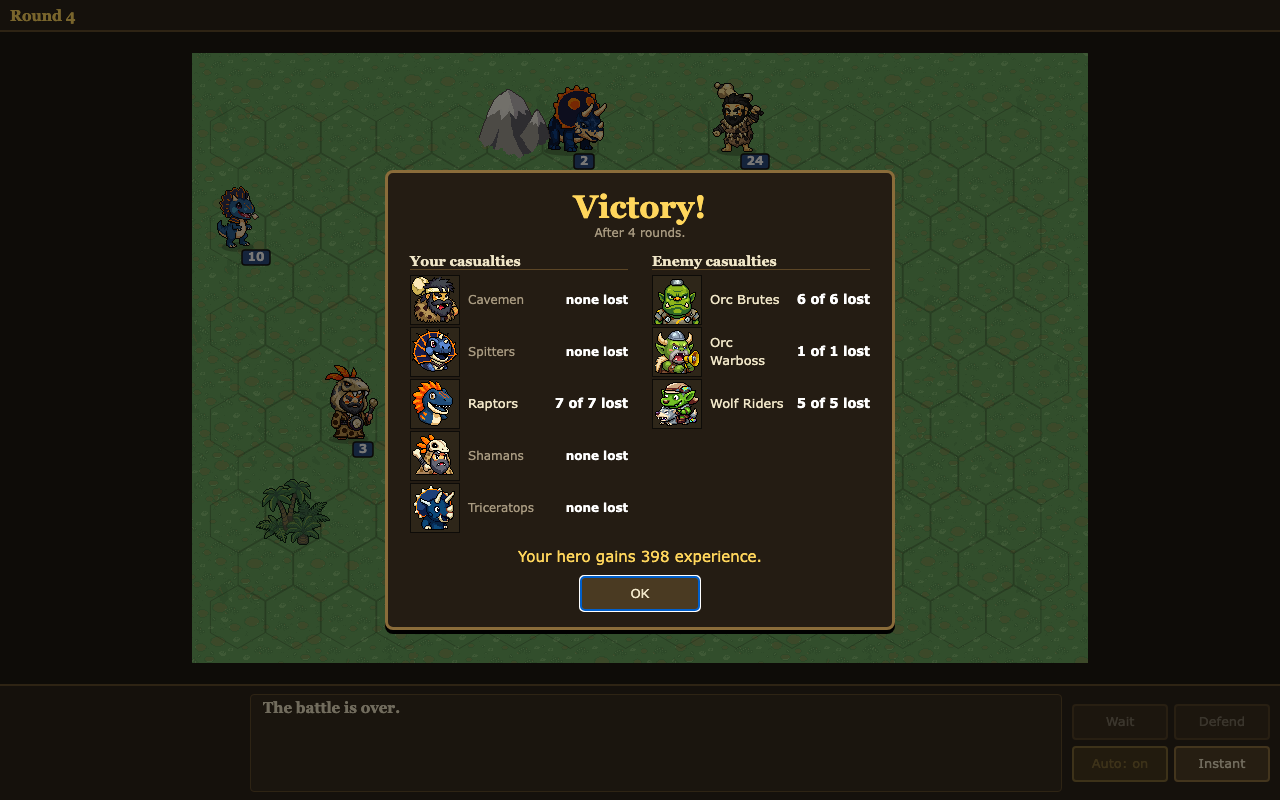 Round 4
2
24
10
3
Victory!
After 4 rounds.
Your casualties
Cavemen none lost
Spitters none lost
Raptors 7 of 7 lost
Shamans none lost
Triceratops none lost
Enemy casualties
Orc Brutes 6 of 6 lost
Orc
Warboss 1 of 1 lost
Wolf Riders 5 of 5 lost
Your hero gains 398 experience.
OK
The battle is over.
Wait
Defend
Auto: on
Instant